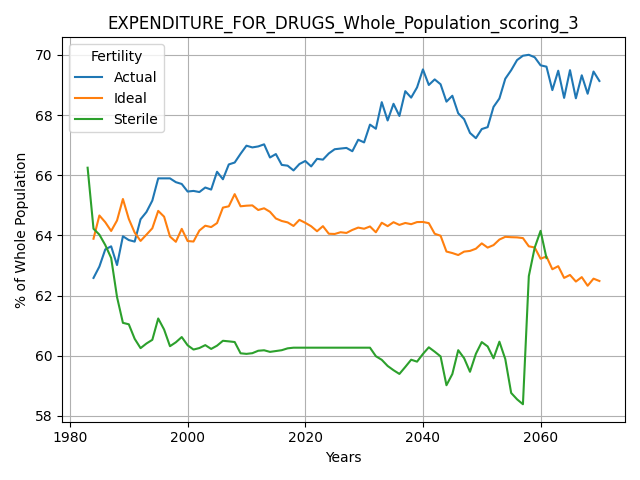 EXPENDITURE_FOR_DRUGS_Whole_Population_scoring_3
Fertility
Actual
Ideal
Sterile
% of Whole Population
70
68
66
64
62
60
58
1980
2000
2020
2040
2060
Years